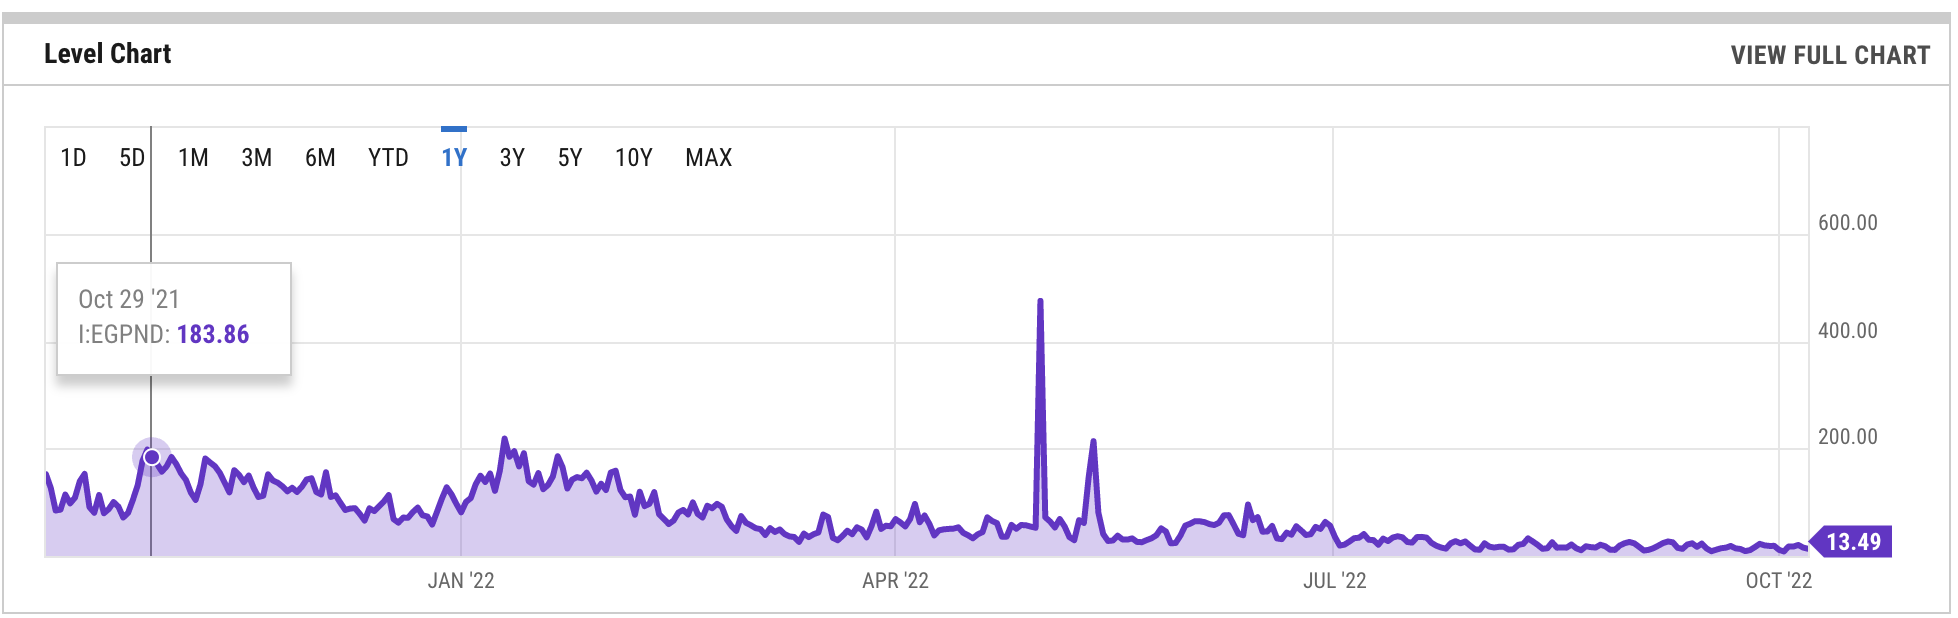 Level Chart
VIEW FULL CHART
1D 5D 1M 3M 6M YTD 1Y 3Y 5Y 10Y MAX
600.00
Oct 29 '21
I:EGPND: 183.86
400.00
200.00
13.49
JAN '22 APR '22 JUL '22 OCT '22